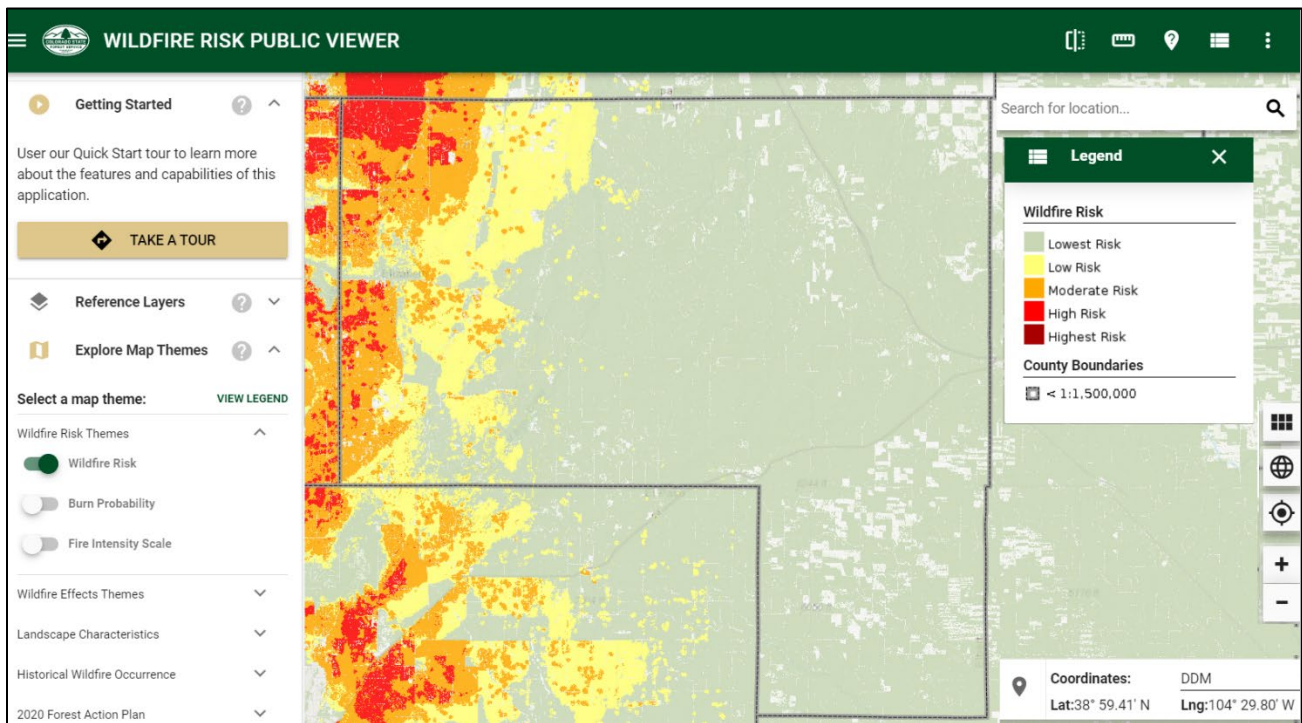 WILDFIRE RISK PUBLIC VIEWER
Getting Started
User our Quick Start tour to learn more
about the features and capabilities of this
application.
TAKE A TOUR
Reference Layers
Explore Map Themes
Select a map theme:
VIEW LEGEND
Wildfire Risk Themes
Wildfire Risk
Burn Probability
Fire Intensity Scale
Wildfire Effects Themes
Landscape Characteristics
Historical Wildfire Occurrence
2020 Forest Action Plan
Search for location...
Legend
Wildfire Risk
Lowest Risk
Low Risk
Moderate Risk
High Risk
Highest Risk
County Boundaries
< 1:1,500,000
Coordinates:
DDM
Lat:38° 59.41' N
Lng:104° 29.80' W